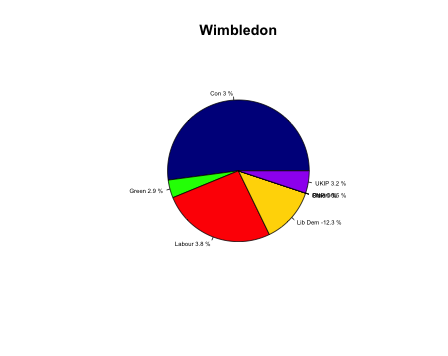 Wimbledon
Con 3 %
UKIP 3.2 %
Green 2.9 %
Lib Dem -12.3 %
Labour 3.8 %